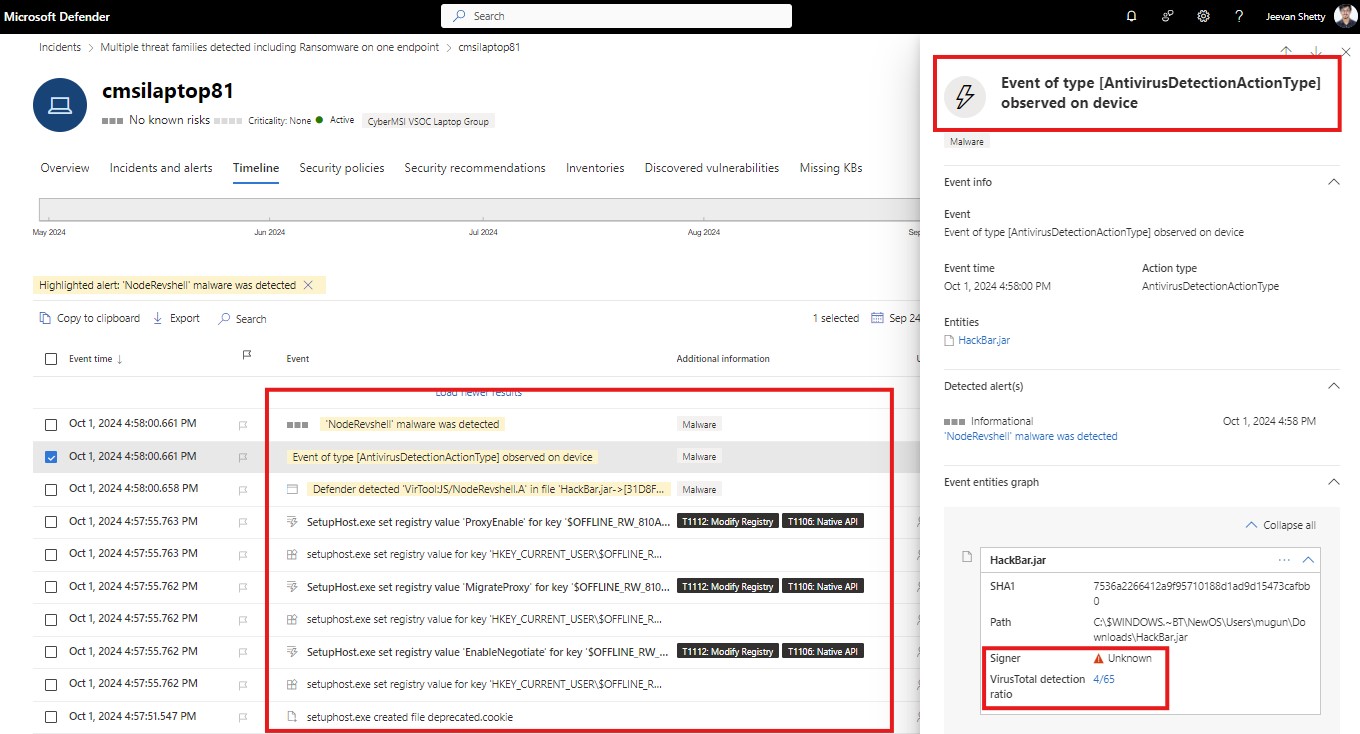 Microsoft Defender
Search
Jeevan Shetty
Incidents > Multiple threat families detected including Ransomware on one endpoint > cmsilaptop81
cmsilaptop81
No known risks Criticality: None Active CyberMSI VSOC Laptop Group
Overview Incidents and alerts Timeline Security policies Security recommendations Inventories Discovered vulnerabilities Missing KBs
May 2024 Jun 2024 Jul 2024 Aug 2024 Sep
Highlighted alert: 'NodeRevshell' malware was detected
Copy to clipboard Export Search 1 selected Sep 24
Event time Event Additional information
Load newer results
Oct 1, 2024 4:58:00.661 PM 'NodeRevshell' malware was detected Malware
Oct 1, 2024 4:58:00.661 PM Event of type [AntivirusDetectionActionType] observed on device Malware
Oct 1, 2024 4:58:00.658 PM Defender detected 'VirTool:JS/NodeRevshell.A' in file 'HackBar.jar->[31D8F... Malware
Oct 1, 2024 4:57:55.763 PM SetupHost.exe set registry value 'ProxyEnable' for key '$OFFLINE_RW_810A... T1112: Modify Registry T1106: Native API
Oct 1, 2024 4:57:55.763 PM setuphost.exe set registry value for key 'HKEY_CURRENT_USER\$OFFLINE_R...
Oct 1, 2024 4:57:55.762 PM SetupHost.exe set registry value 'MigrateProxy' for key '$OFFLINE_RW_810... T1112: Modify Registry T1106: Native API
Oct 1, 2024 4:57:55.762 PM setuphost.exe set registry value for key 'HKEY_CURRENT_USER\$OFFLINE_R...
Oct 1, 2024 4:57:55.762 PM SetupHost.exe set registry value 'EnableNegotiate' for key '$OFFLINE_RW_... T1112: Modify Registry T1106: Native API
Oct 1, 2024 4:57:55.762 PM setuphost.exe set registry value for key 'HKEY_CURRENT_USER\$OFFLINE_R...
Oct 1, 2024 4:57:51.547 PM setuphost.exe created file deprecated.cookie
Event of type [AntivirusDetectionActionType]
observed on device
Malware
Event info
Event
Event of type [AntivirusDetectionActionType] observed on device
Event time Action type
Oct 1, 2024 4:58:00 PM AntivirusDetectionActionType
Entities
HackBar.jar
Detected alert(s)
Informational Oct 1, 2024 4:58 PM
'NodeRevshell' malware was detected
Event entities graph
Collapse all
HackBar.jar
SHA1 7536a2266412a9f95710188d1ad9d15473cafbb
0
Path C:\$WINDOWS.~BT\NewOS\Users\mugun\Do
wnloads\HackBar.jar
Signer Unknown
VirusTotal detection 4/65
ratio